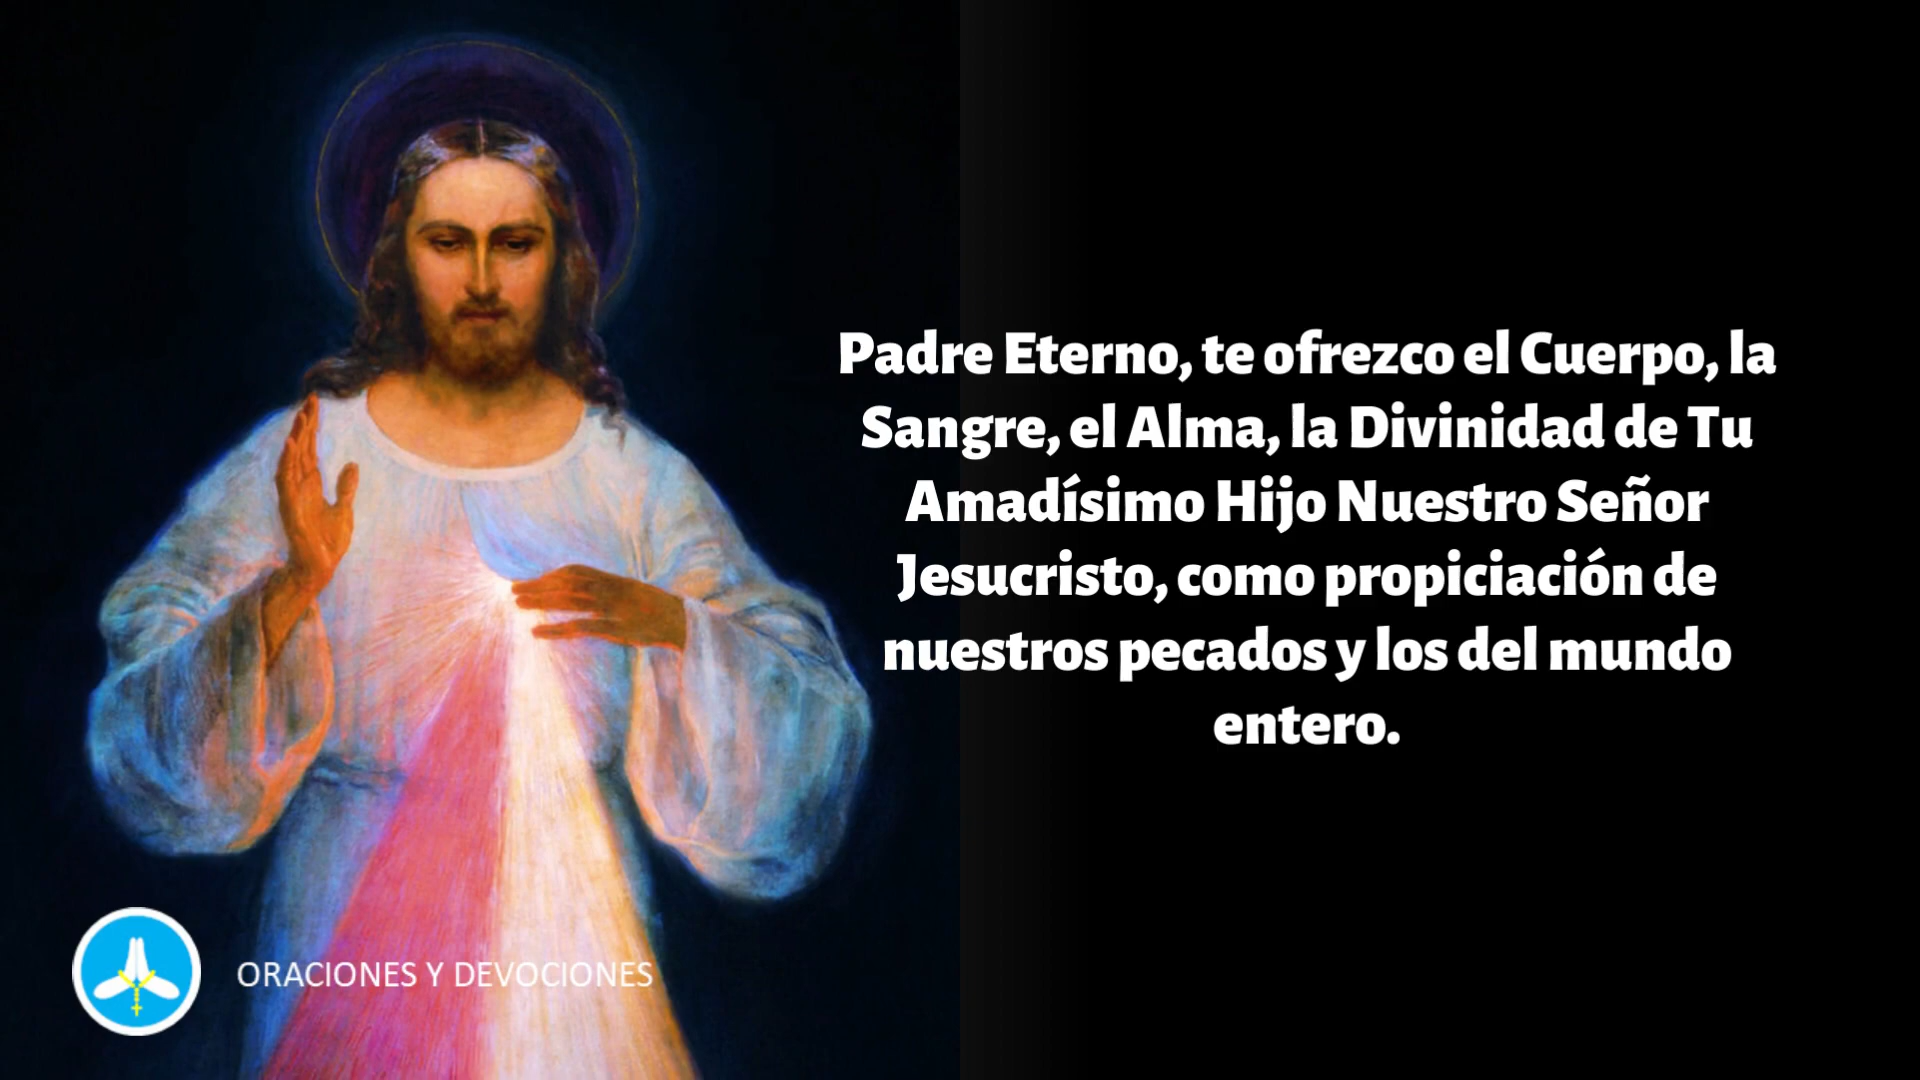 Padre Eterno, te ofrezco el Cuerpo, la
Sangre, el Alma, la Divinidad de Tu
Amadísimo Hijo Nuestro Señor
Jesucristo, como propiciación de
nuestros pecados y los del mundo
entero.
ORACIONES Y DEVOCIONES